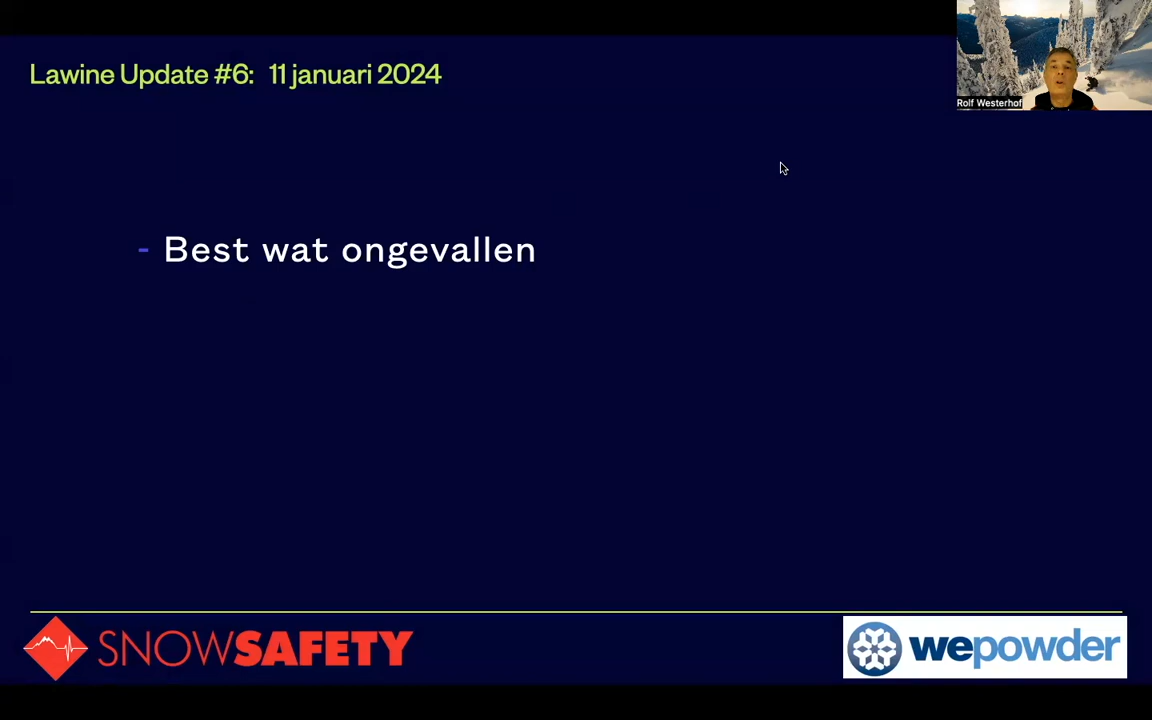 Lawine Update #6: 11 januari 2024
Rolf Westerhof
- Best wat ongevallen
SNOWSAFETY
wepowder